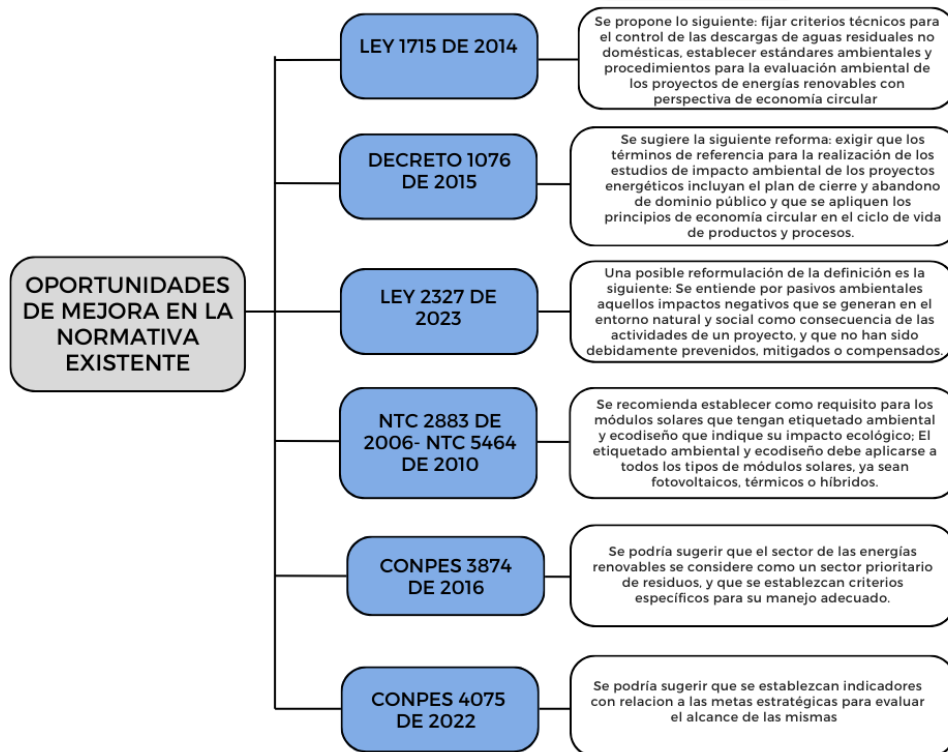 OPORTUNIDADES
DE MEJORA EN LA
NORMATIVA
EXISTENTE
LEY 1715 DE 2014
Se propone lo siguiente: fijar criterios técnicos para
el control de las descargas de aguas residuales no
domésticas, establecer estándares ambientales y
procedimientos para la evaluación ambiental de
los proyectos de energías renovables con
perspectiva de economía circular
DECRETO 1076
DE 2015
Se sugiere la siguiente reforma: exigir que los
términos de referencia para la realización de los
estudios de impacto ambiental de los proyectos
energéticos incluyan el plan de cierre y abandono
de dominio público y que se apliquen los
principios de economía circular en el ciclo de vida
de productos y procesos.
LEY 2327 DE
2023
Una posible reformulación de la definición es la
siguiente: Se entiende por pasivos ambientales
aquellos impactos negativos que se generan en el
entorno natural y social como consecuencia de las
actividades de un proyecto, y que no han sido
debidamente prevenidos, mitigados o compensados.
NTC 2883 DE
2006- NTC 5464
DE 2010
Se recomienda establecer como requisito para los
módulos solares que tengan etiquetado ambiental
y ecodiseño que indique su impacto ecológico; El
etiquetado ambiental y ecodiseño debe aplicarse a
todos los tipos de módulos solares, ya sean
fotovoltaicos, térmicos o híbridos.
CONPES 3874
DE 2016
Se podría sugerir que el sector de las energías
renovables se considere como un sector prioritario
de residuos, y que se establezcan criterios
específicos para su manejo adecuado.
CONPES 4075
DE 2022
Se podría sugerir que se establezcan indicadores
con relacion a las metas estratégicas para evaluar
el alcance de las mismas